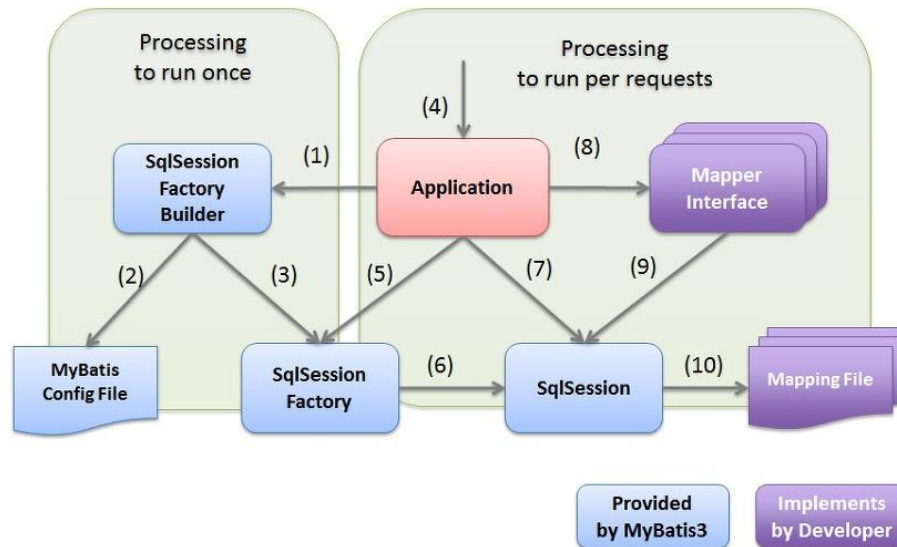 Processing
to run once
Processing
to run per requests
(4)
(1)
(8)
SqlSession
Factory
Builder
Application
Mapper
Interface
(2)
(3)
(5)
(7)
(9)
MyBatis
Config File
SqlSession
Factory
(6)
SqlSession
(10)
Mapping File
Provided
by MyBatis3
Implements
by Developer